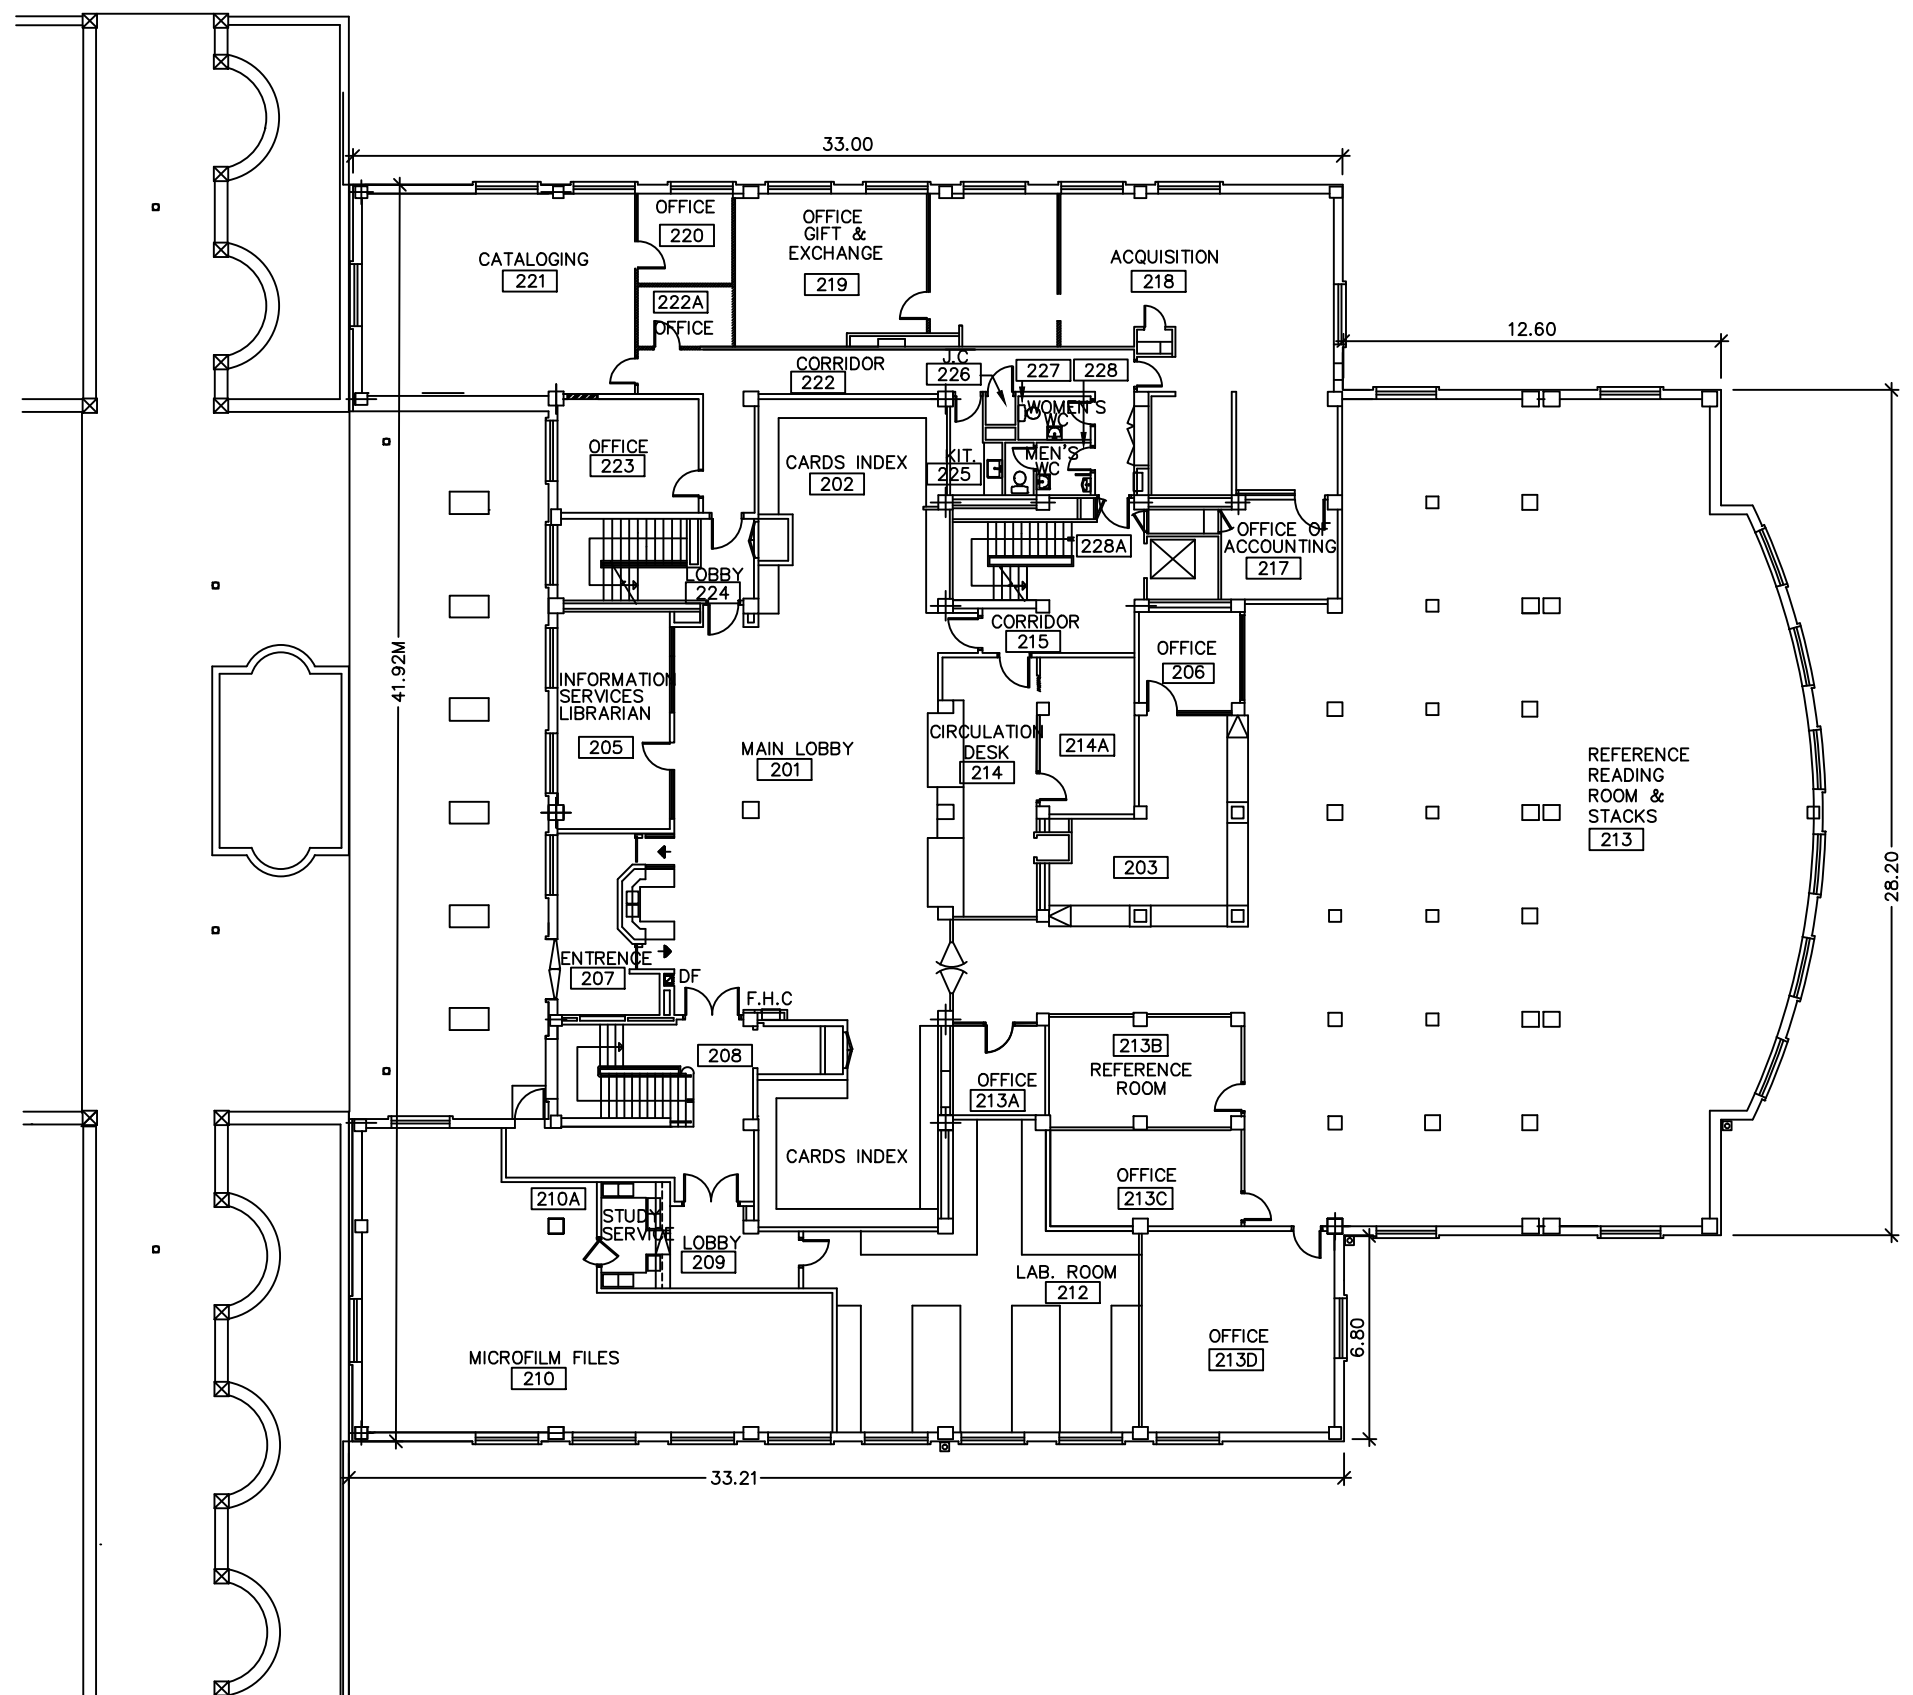 33.00
OFFICE
220
OFFICE
GIFT &
EXCHANGE
219
CATALOGING
221
ACQUISITION
218
222A
OFFICE
12.60
CORRIDOR
222
J.C
226
227
228
WOMEN'S
WC
OFFICE
223
CARDS INDEX
202
KIT.
225
MEN'S
WC
228A
OFFICE OF
ACCOUNTING
217
LOBBY
224
CORRIDOR
215
OFFICE
206
41.92M
INFORMATION
SERVICES
LIBRARIAN
205
MAIN LOBBY
201
CIRCULATION
DESK
214
214A
REFERENCE
READING
ROOM &
STACKS
213
203
28.20
ENTRENCE
207
DF
F.H.C
208
213B
REFERENCE
ROOM
OFFICE
213A
CARDS INDEX
OFFICE
213C
210A
STUDY
SERVICE
LOBBY
209
LAB. ROOM
212
OFFICE
213D
6.80
MICROFILM FILES
210
33.21